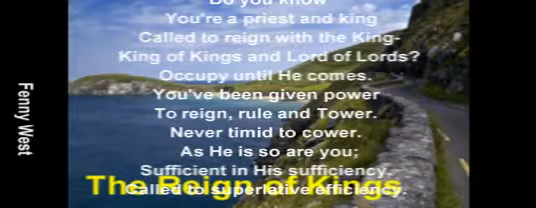 Do you know
You're a priest and king
Called to reign with the King-
King of Kings and Lord of Lords?
Occupy until He comes.
You've been given power
To reign, rule and Tower.
Never timid to cower.
As He is so are you;
Sufficient in His sufficiency.
Called to superlative efficiency.
The Reign of Kings
Fenny West